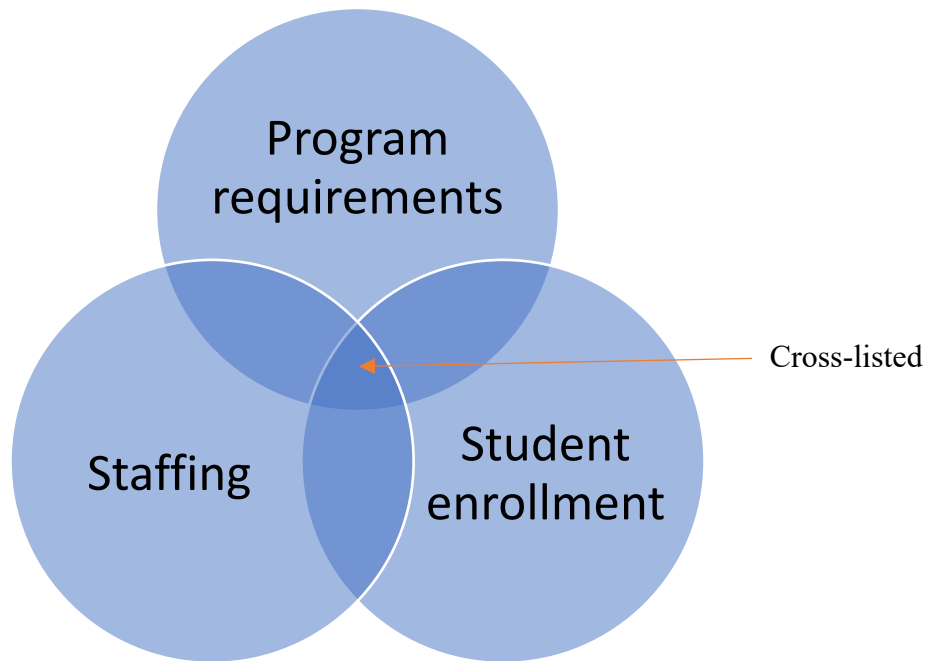 Program
requirements
Cross-listed
Staffing
Student
enrollment